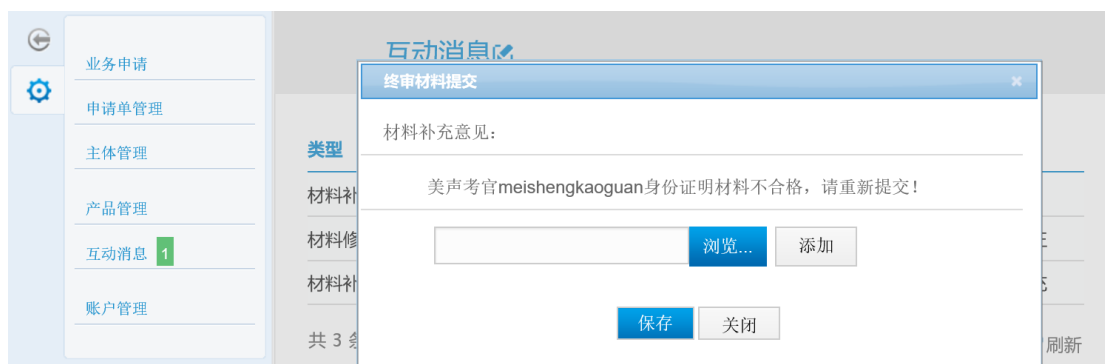 互动消息
业务申请
终审材料提交
申请单管理
材料补充意见：
主体管理
类型
美声考官meishengkaoguan身份证明材料不合格，请重新提交！
材料补
产品管理
材料修
浏览... 添加
互动消息 1
材料补
账户管理
保存 关闭
共 3 条
刷新